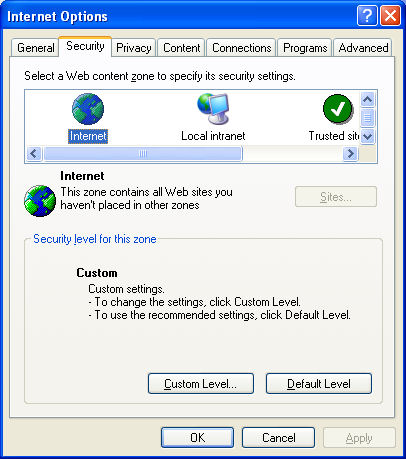 Internet Options
General Security Privacy Content Connections Programs Advanced
Select a Web content zone to specify its security settings.
Internet Local intranet Trusted sit
Internet
This zone contains all Web sites you
haven't placed in other zones
Sites...
Security level for this zone
Custom
Custom settings.
- To change the settings, click Custom Level.
- To use the recommended settings, click Default Level.
Custom Level... Default Level
OK Cancel Apply